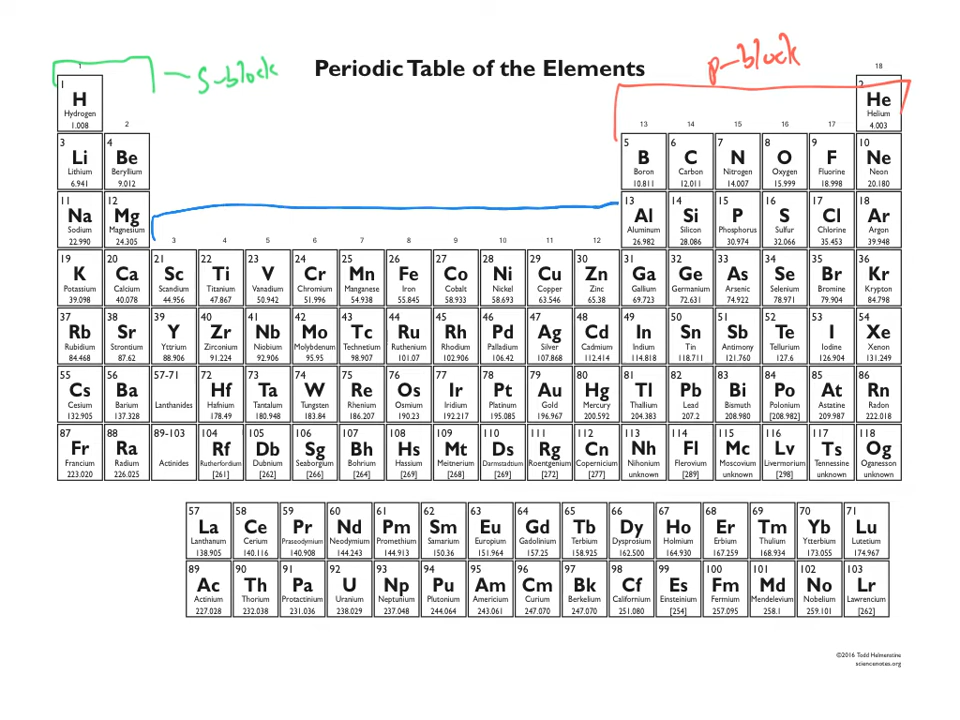 1
s-block
Periodic Table of the Elements
p-block
18
1 2
H He
Hydrogen Helium
1.008 4.003
2 13 14 15 16 17
3 4 5 6 7 8 9 10
Li Be B C N O F Ne
Lithium Beryllium Boron Carbon Nitrogen Oxygen Fluorine Neon
6.941 9.012 10.811 12.011 14.007 15.999 18.998 20.180
11 12 13 14 15 16 17 18
Na Mg Al Si P S Cl Ar
Sodium Magnesium Aluminum Silicon Phosphorus Sulfur Chlorine Argon
22.990 24.305 26.982 28.086 30.974 32.066 35.453 39.948
3 4 5 6 7 8 9 10 11 12
19 20 21 22 23 24 25 26 27 28 29 30 31 32 33 34 35 36
K Ca Sc Ti V Cr Mn Fe Co Ni Cu Zn Ga Ge As Se Br Kr
Potassium Calcium Scandium Titanium Vanadium Chromium Manganese Iron Cobalt Nickel Copper Zinc Gallium Germanium Arsenic Selenium Bromine Krypton
39.098 40.078 44.956 47.867 50.942 51.996 54.938 55.845 58.933 58.693 63.546 65.38 69.723 72.631 74.922 78.971 79.904 84.798
37 38 39 40 41 42 43 44 45 46 47 48 49 50 51 52 53 54
Rb Sr Y Zr Nb Mo Tc Ru Rh Pd Ag Cd In Sn Sb Te I Xe
Rubidium Strontium Yttrium Zirconium Niobium Molybdenum Technetium Ruthenium Rhodium Palladium Silver Cadmium Indium Tin Antimony Tellurium Iodine Xenon
84.468 87.62 88.906 91.224 92.906 95.95 98.907 101.07 102.906 106.42 107.868 112.414 114.818 118.711 121.760 127.6 126.904 131.249
55 56 57-71 72 73 74 75 76 77 78 79 80 81 82 83 84 85 86
Cs Ba Hf Ta W Re Os Ir Pt Au Hg Tl Pb Bi Po At Rn
Cesium Barium Lanthanides Hafnium Tantalum Tungsten Rhenium Osmium Iridium Platinum Gold Mercury Thallium Lead Bismuth Polonium Astatine Radon
132.905 137.328 178.49 180.948 183.84 186.207 190.23 192.217 195.085 196.967 200.592 204.383 207.2 208.980 [208.982] 209.987 222.018
87 88 89-103 104 105 106 107 108 109 110 111 112 113 114 115 116 117 118
Fr Ra Rf Db Sg Bh Hs Mt Ds Rg Cn Nh Fl Mc Lv Ts Og
Francium Radium Actinides Rutherfordium Dubnium Seaborgium Bohrium Hassium Meitnerium Darmstadtium Roentgenium Copernicium Nihonium Flerovium Moscovium Livermorium Tennessine Oganesson
223.020 226.025 [261] [262] [266] [264] [269] [268] [269] [272] [277] unknown [289] unknown [298] unknown unknown
57 58 59 60 61 62 63 64 65 66 67 68 69 70 71
La Ce Pr Nd Pm Sm Eu Gd Tb Dy Ho Er Tm Yb Lu
Lanthanum Cerium Praseodymium Neodymium Promethium Samarium Europium Gadolinium Terbium Dysprosium Holmium Erbium Thulium Ytterbium Lutetium
138.905 140.116 140.908 144.243 144.913 150.36 151.964 157.25 158.925 162.500 164.930 167.259 168.934 173.055 174.967
89 90 91 92 93 94 95 96 97 98 99 100 101 102 103
Ac Th Pa U Np Pu Am Cm Bk Cf Es Fm Md No Lr
Actinium Thorium Protactinium Uranium Neptunium Plutonium Americium Curium Berkelium Californium Einsteinium Fermium Mendelevium Nobelium Lawrencium
227.028 232.038 231.036 238.029 237.048 244.064 243.061 247.070 247.070 251.080 [254] 257.095 258.1 259.101 [262]
©2016 Todd Helmenstine
sciencenotes.org